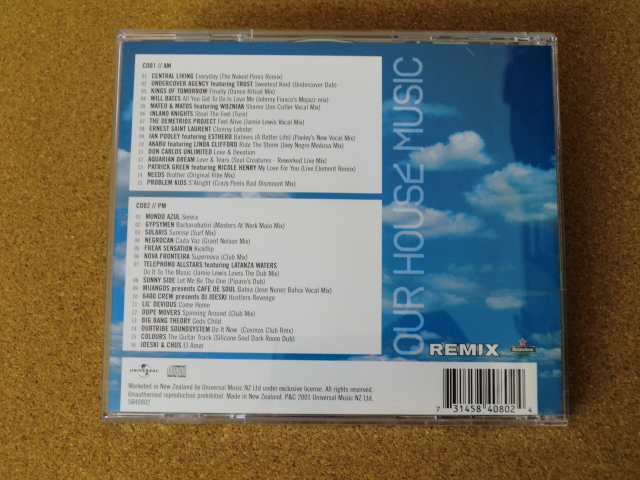 CD01 // AM
01 CENTRAL LIVING Everyday (The Naked Penis Remix)
02 UNDERCOVER AGENCY featuring TRUST Sweetest Kind (Undercover Dub)
03 KINGS OF TOMORROW Finally (Dance Ritual Mix)
04 WILL BATES All You Got To Do Is Love Me (Johnny Fiasco's Mojazz mix)
05 MATEO & MATOS featuring WOZNIAK Shame (Jon Cutler Vocal Mix)
06 INLAND KNIGHTS Steal The Feel (Turn)
07 THE DEMETRIOS PROJECT Feel Alive (Jamie Lewis Vocal Mix)
08 ERNEST SAINT LAURENT Clumsy Lobster
09 IAN POOLEY featuring ESTHERO Balmes (A Better Life) (Pooley's New Vocal Mix)
10 AKABU featuring LINDA CLIFFORD Ride The Storm (Joey Negro Medusa Mix)
11 DON CARLOS UNLIMITED Love & Devotion
12 AQUARIAN DREAM Love & Tears (Soul Creatures - Reworked Live Mix)
13 PATRICK GREEN featuring NICOLE HENRY My Love For You (Live Element Remix)
14 NEEDS Brother (Original Vibe Mix)
15 PROBLEM KIDS S'Alright (Crazy Penis Bad Dismount Mix)
CD02 // PM
01 MUNDO AZUL Sereia
02 GYPSYMEN Barbarabatiri (Masters At Work Main Mix)
03 SOLARIS Sunrise (Surf Mix)
04 NEGROCAN Cada Vaz (Grant Nelson Mix)
05 FREAK SENSATION Kickflip
06 NOVA FRONTEIRA Supernova (Club Mix)
07 TELEPHONO ALLSTARS featuring LATANZA WATERS
Do It To The Music (Jamie Lewis Loves The Dub Mix)
08 SUNNY SIDE Let Me Be The One (Piparo's Dub)
09 MIJANGOS presents CAFÉ DE SOUL Bahia (Jose Nunez Bahia Vocal Mix)
10 6400 CREW presents DJ JOESKI Hustlers Revenge
11 LIL' DEVIOUS Come Home
12 DOPE MOVERS Spinning Around (Club Mix)
13 BIG BANG THEORY Gods Child
14 DUBTRIBE SOUNDSYSTEM Do It Now (Cosmos Club Rmx)
15 COLOURS The Guitar Track (Silicone Soul Dark Room Dub)
16 JOESKI & CHUS El Amor
OUR HOUSE MUSIC
REMIX
Heineken
UNIVERSAL
COMPACT disc DIGITAL AUDIO
Marketed in New Zealand by Universal Music NZ Ltd under exclusive license. All rights reserved.
Unauthorised reproduction prohibited. Made in New Zealand. P&C 2001 Universal Music NZ Ltd.
5840802
7 31458 40802 4